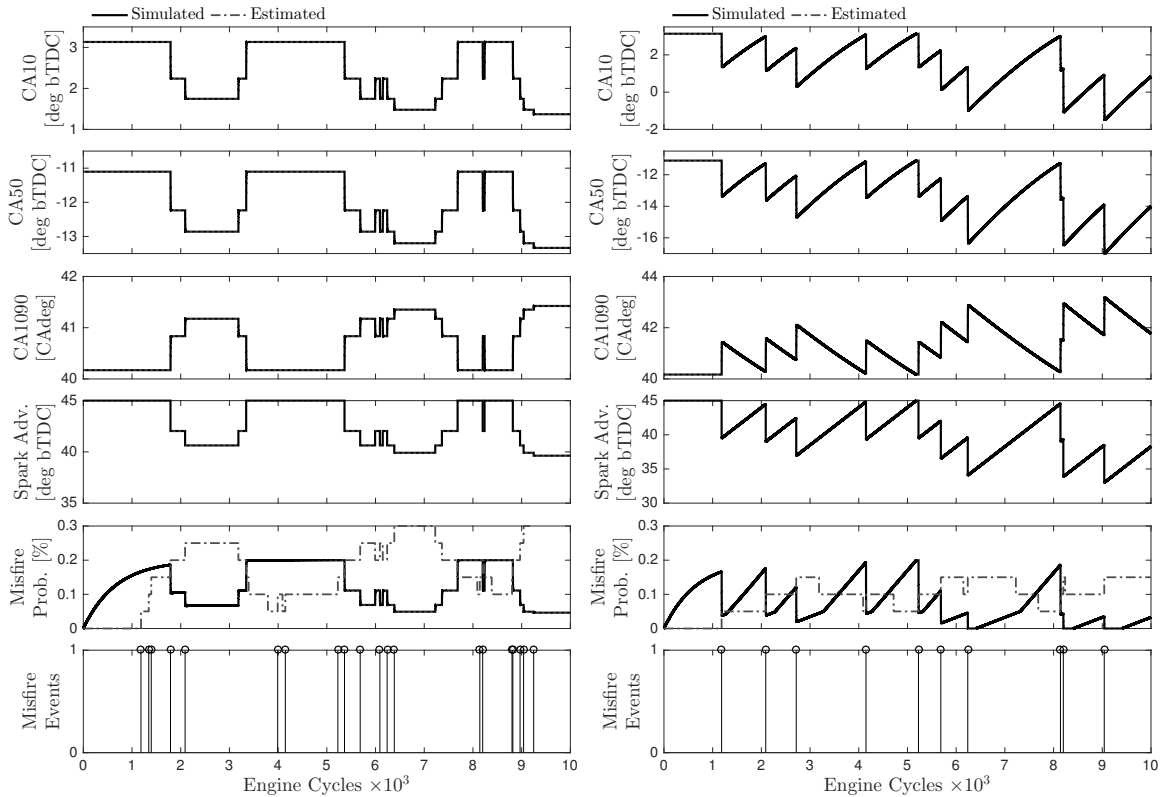 Simulated Estimated
CA10
[deg bTDC]
3
2
1
CA50
[deg bTDC]
-11
-12
-13
CA1090
[CAdeg]
42
41
40
Spark Adv.
[deg bTDC]
45
40
35
Misfire
Prob. [%]
0.3
0.2
0.1
0
Misfire
Events
1
0
0 1 2 3 4 5 6 7 8 9 10
Engine Cycles ×10³
Simulated Estimated
CA10
[deg bTDC]
2
0
-2
CA50
[deg bTDC]
-12
-14
-16
CA1090
[CAdeg]
44
42
40
Spark Adv.
[deg bTDC]
45
40
35
30
Misfire
Prob. [%]
0.3
0.2
0.1
0
Misfire
Events
1
0
0 1 2 3 4 5 6 7 8 9 10
Engine Cycles ×10³